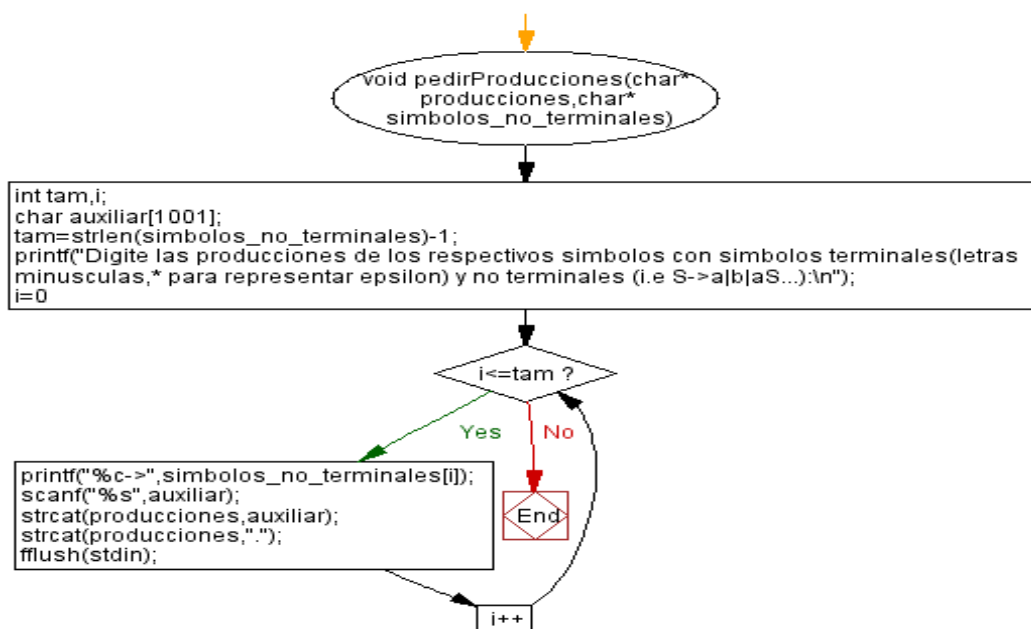 void pedirProducciones(char*
producciones,char*
simbolos_no_terminales)
int tam,i;
char auxiliar[1001];
tam=strlen(simbolos_no_terminales)-1;
printf("Digite las producciones de los respectivos simbolos con simbolos terminales(letras
minusculas,* para representar epsilon) y no terminales (i.e S->a|b|aS...):\n");
i=0
i<=tam ?
Yes
No
printf("%c->",simbolos_no_terminales[i]);
scanf("%s",auxiliar);
strcat(producciones,auxiliar);
strcat(producciones,".");
fflush(stdin);
End
i++